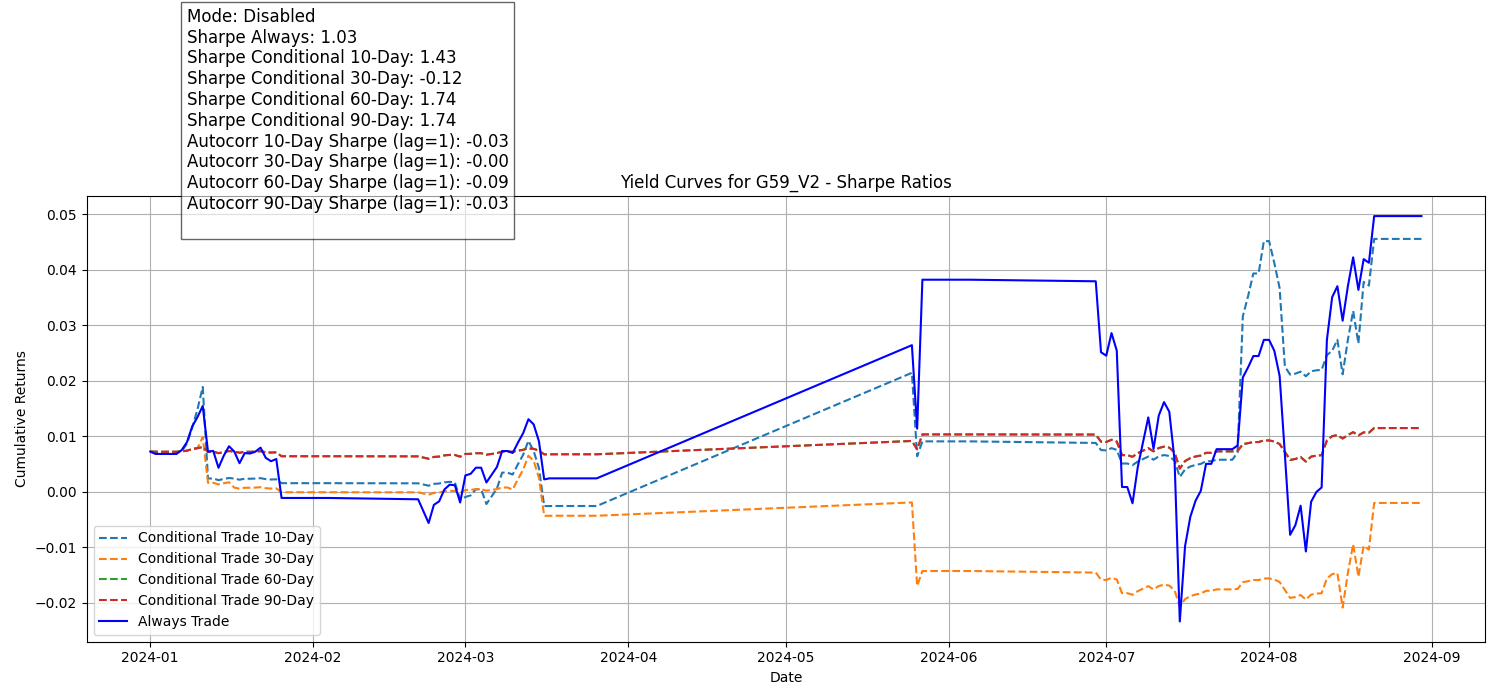 Mode: Disabled
Sharpe Always: 1.03
Sharpe Conditional 10-Day: 1.43
Sharpe Conditional 30-Day: -0.12
Sharpe Conditional 60-Day: 1.74
Sharpe Conditional 90-Day: 1.74
Autocorr 10-Day Sharpe (lag=1): -0.03
Autocorr 30-Day Sharpe (lag=1): -0.00
Autocorr 60-Day Sharpe (lag=1): -0.09
Autocorr 90-Day Sharpe (lag=1): -0.03
Yield Curves for G59_V2 - Sharpe Ratios
Cumulative Returns
0.05
0.04
0.03
0.02
0.01
0.00
−0.01
−0.02
Conditional Trade 10-Day
Conditional Trade 30-Day
Conditional Trade 60-Day
Conditional Trade 90-Day
Always Trade
2024-01 2024-02 2024-03 2024-04 2024-05 2024-06 2024-07 2024-08 2024-09
Date